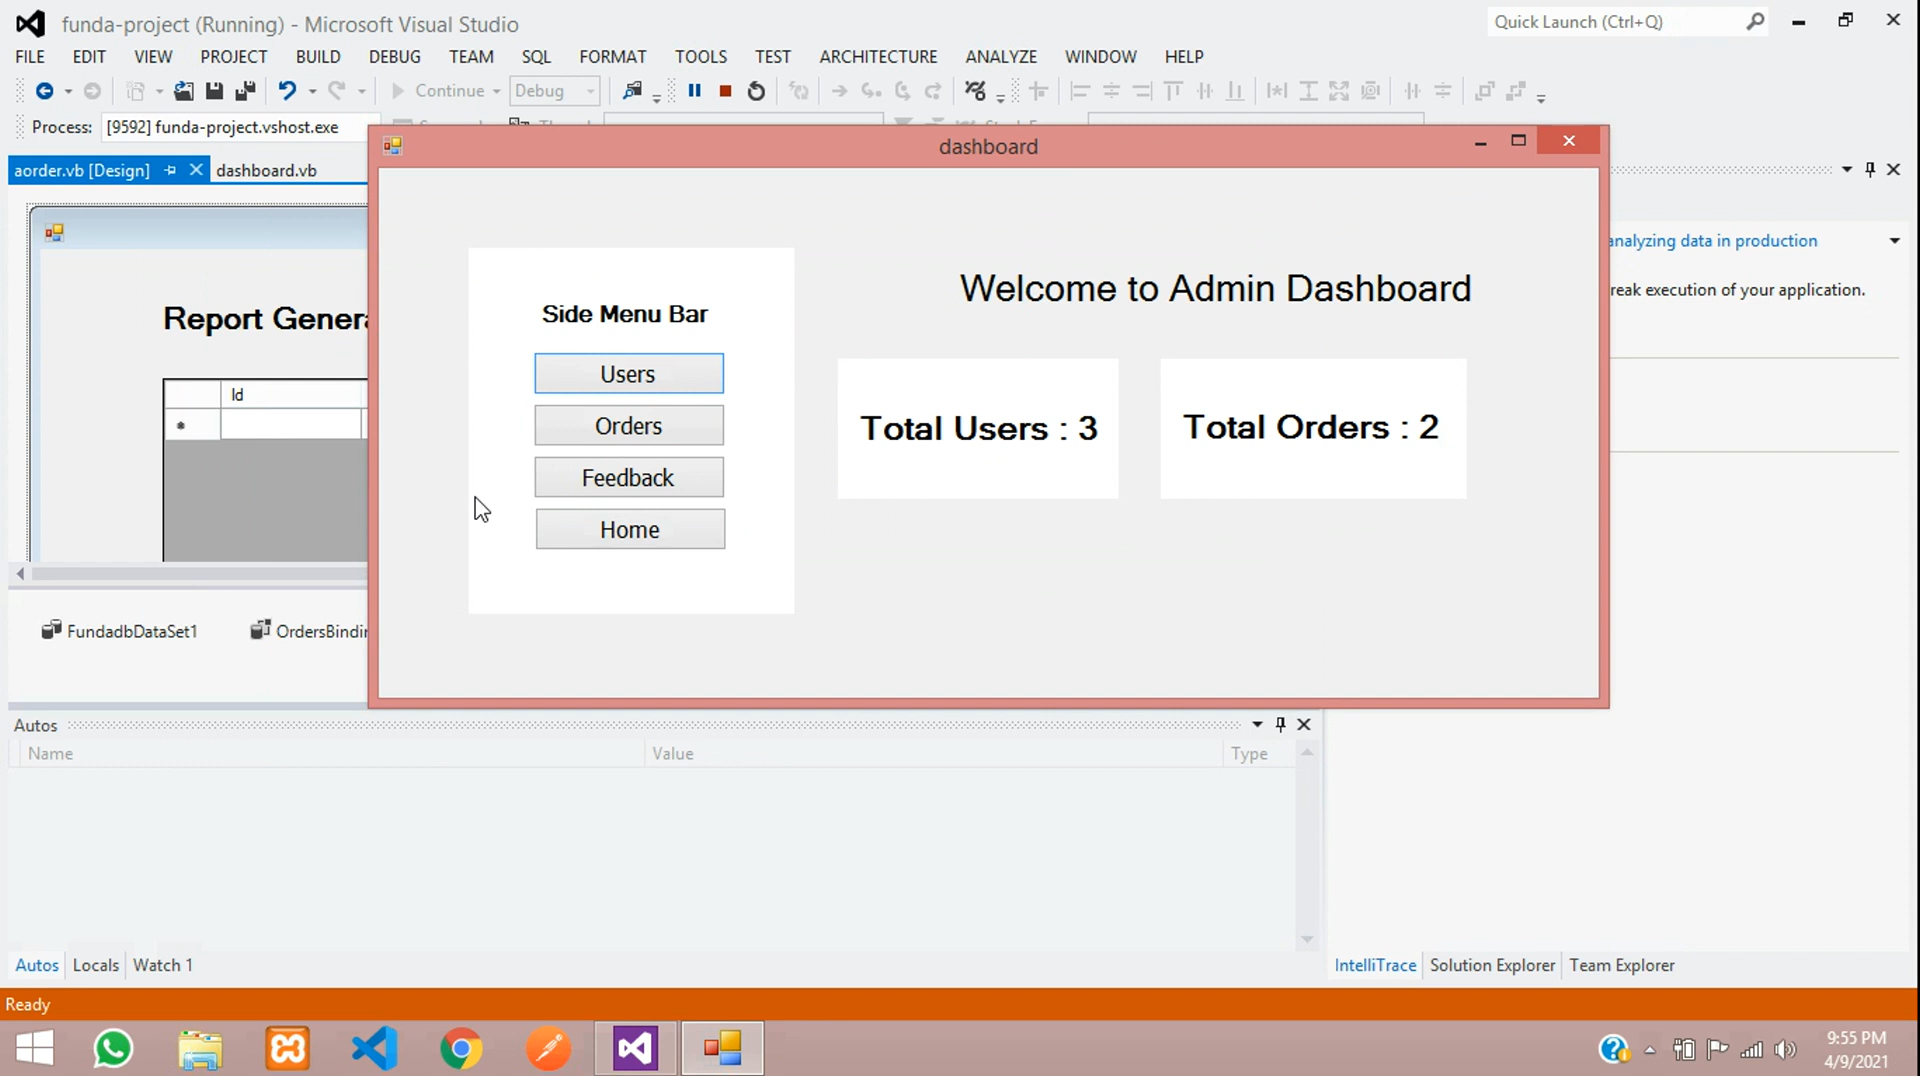 funda-project (Running) - Microsoft Visual Studio
Quick Launch (Ctrl+Q)
FILE EDIT VIEW PROJECT BUILD DEBUG TEAM SQL FORMAT TOOLS TEST ARCHITECTURE ANALYZE WINDOW HELP
Continue Debug
Process: [9592] funda-project.vshost.exe
dashboard
aorder.vb [Design] dashboard.vb
analyzing data in production
reak execution of your application.
Report Genera
Id
Side Menu Bar
Users
Orders
Feedback
Home
Welcome to Admin Dashboard
Total Users : 3
Total Orders : 2
FundadbDataSet1 OrdersBindin
Autos
Name Value Type
Autos Locals Watch 1
IntelliTrace Solution Explorer Team Explorer
Ready
9:55 PM
4/9/2021